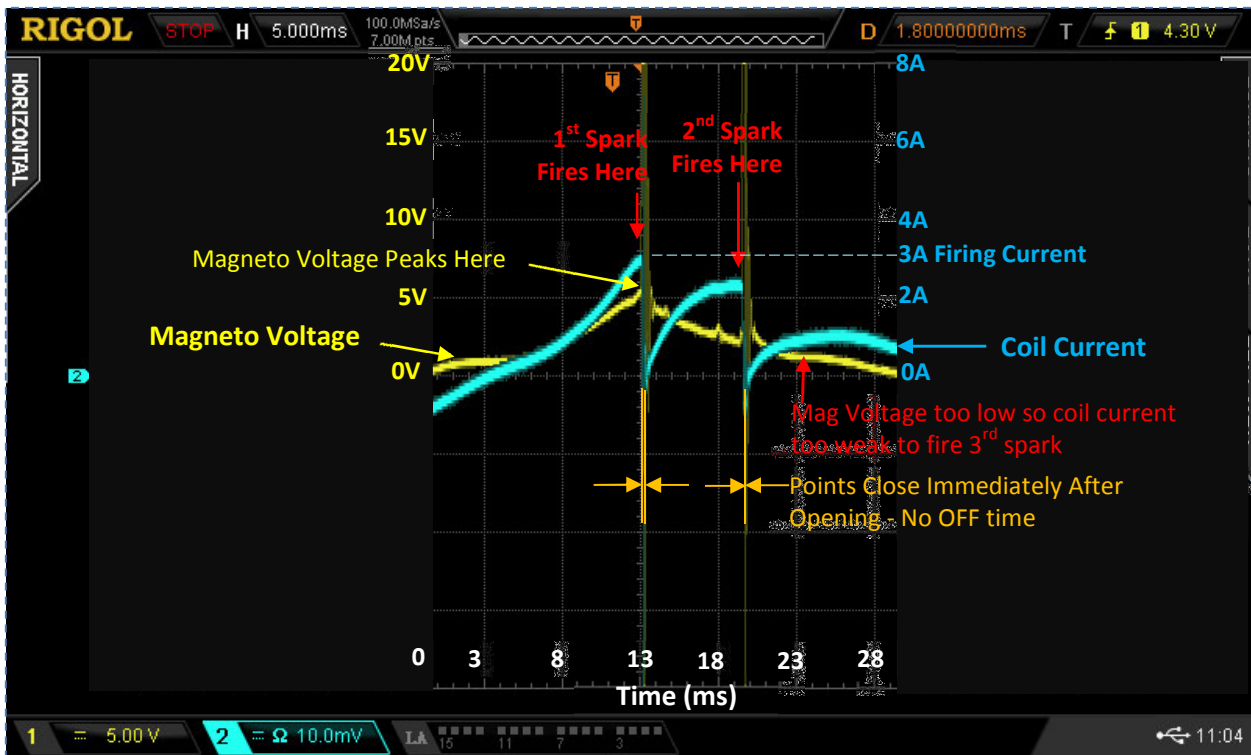 RIGOL STOP H 5.000ms 100.0MSa/s 7.00M pts D 1.80000000ms T 1 4.30 V
HORIZONTAL
T
T
20V
15V
10V
5V
0V
8A
6A
4A
3A Firing Current
2A
0A
1st Spark
Fires Here
2nd Spark
Fires Here
Magneto Voltage Peaks Here
Magneto Voltage
Coil Current
2
Mag Voltage too low so coil current
too weak to fire 3rd spark
Points Close Immediately After
Opening - No OFF time
0 3 8 13 18 23 28
Time (ms)
1 = 5.00 V 2 = Ω 10.0mV LA 15 11 7 3 11:04